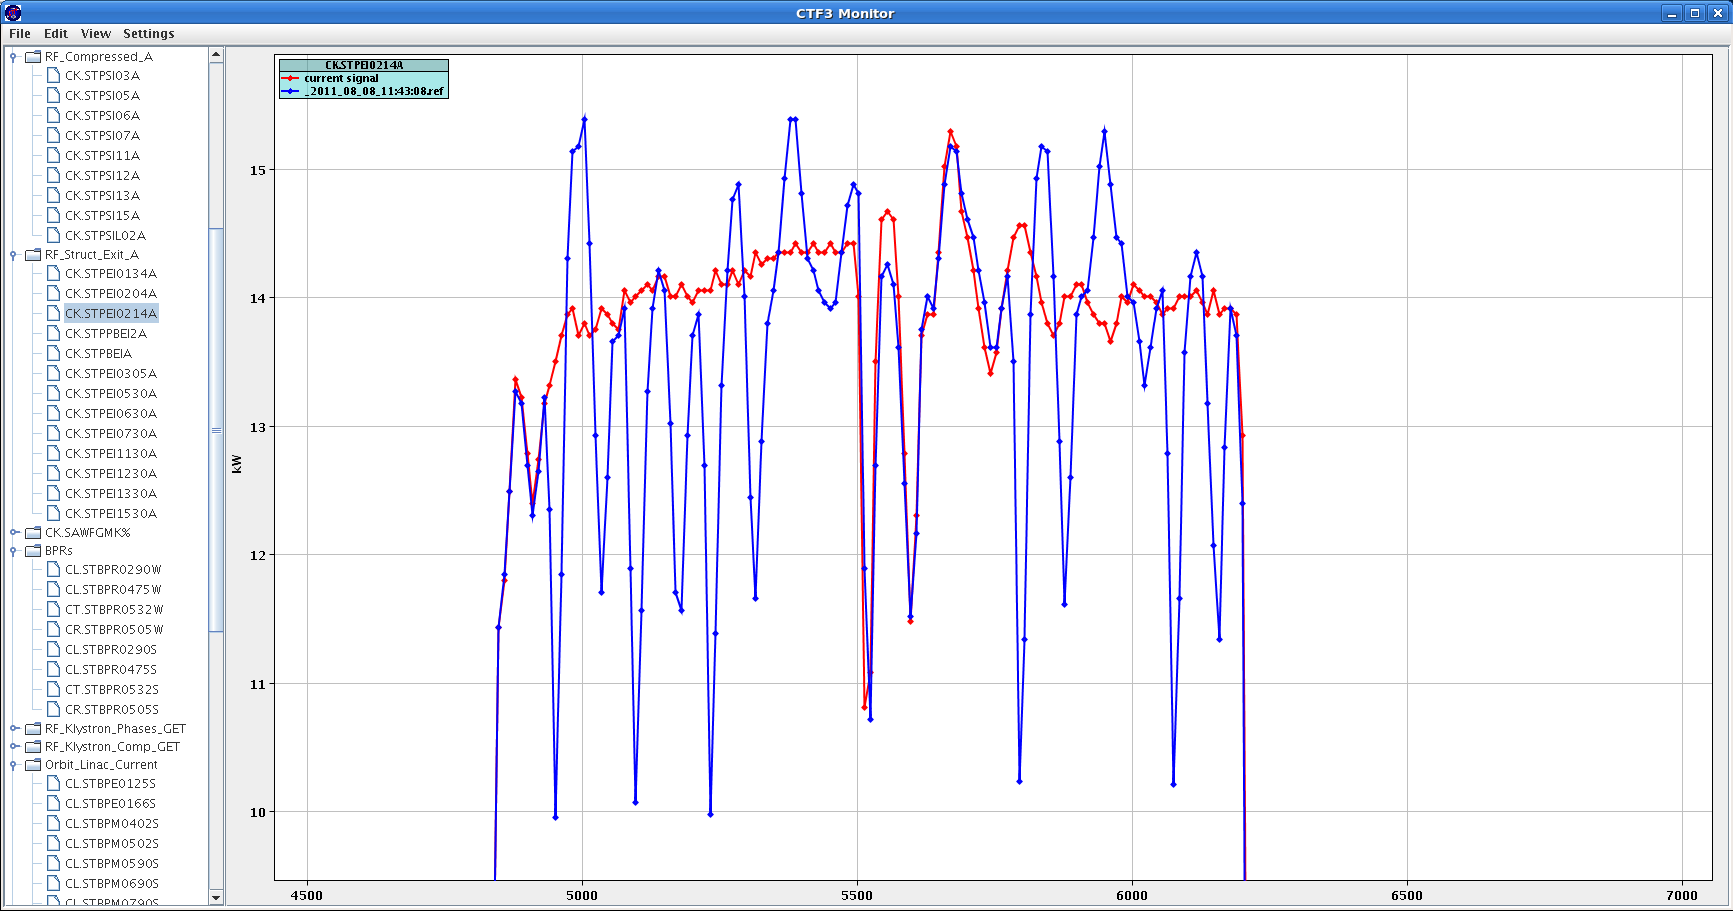 CTF3 Monitor
File Edit View Settings
RF_Compressed_A
CK.STPSI03A
CK.STPSI05A
CK.STPSI06A
CK.STPSI07A
CK.STPSI11A
CK.STPSI12A
CK.STPSI13A
CK.STPSI15A
CK.STPSIL02A
RF_Struct_Exit_A
CK.STPEI0134A
CK.STPEI0204A
CK.STPEI0214A
CK.STPPBEI2A
CK.STPBEIA
CK.STPEI0305A
CK.STPEI0530A
CK.STPEI0630A
CK.STPEI0730A
CK.STPEI1130A
CK.STPEI1230A
CK.STPEI1330A
CK.STPEI1530A
CK.SAWFGMK%
BPRs
CL.STBPR0290W
CL.STBPR0475W
CT.STBPR0532W
CR.STBPR0505W
CL.STBPR0290S
CL.STBPR0475S
CT.STBPR0532S
CR.STBPR0505S
RF_Klystron_Phases_GET
RF_Klystron_Comp_GET
Orbit_Linac_Current
CL.STBPE0125S
CL.STBPE0166S
CL.STBPM0402S
CL.STBPM0502S
CL.STBPM0590S
CL.STBPM0690S
CL.STBPM0790S
CK.STPEI0214A
current signal
_2011_08_08_11:43:08.ref
kW
15
14
13
12
11
10
4500 5000 5500 6000 6500 7000